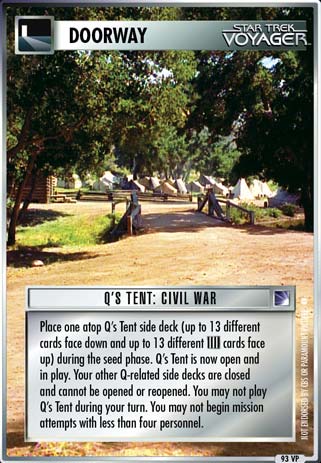 DOORWAY
STAR TREK
VOYAGER
Q'S TENT: CIVIL WAR
Place one atop Q's Tent side deck (up to 13 different
cards face down and up to 13 different cards face
up) during the seed phase. Q's Tent is now open and
in play. Your other Q-related side decks are closed
and cannot be opened or reopened. You may not play
Q's Tent during your turn. You may not begin mission
attempts with less than four personnel.
NOT ENDORSED BY CBS OR PARAMOUNT PICTURES
93 VP